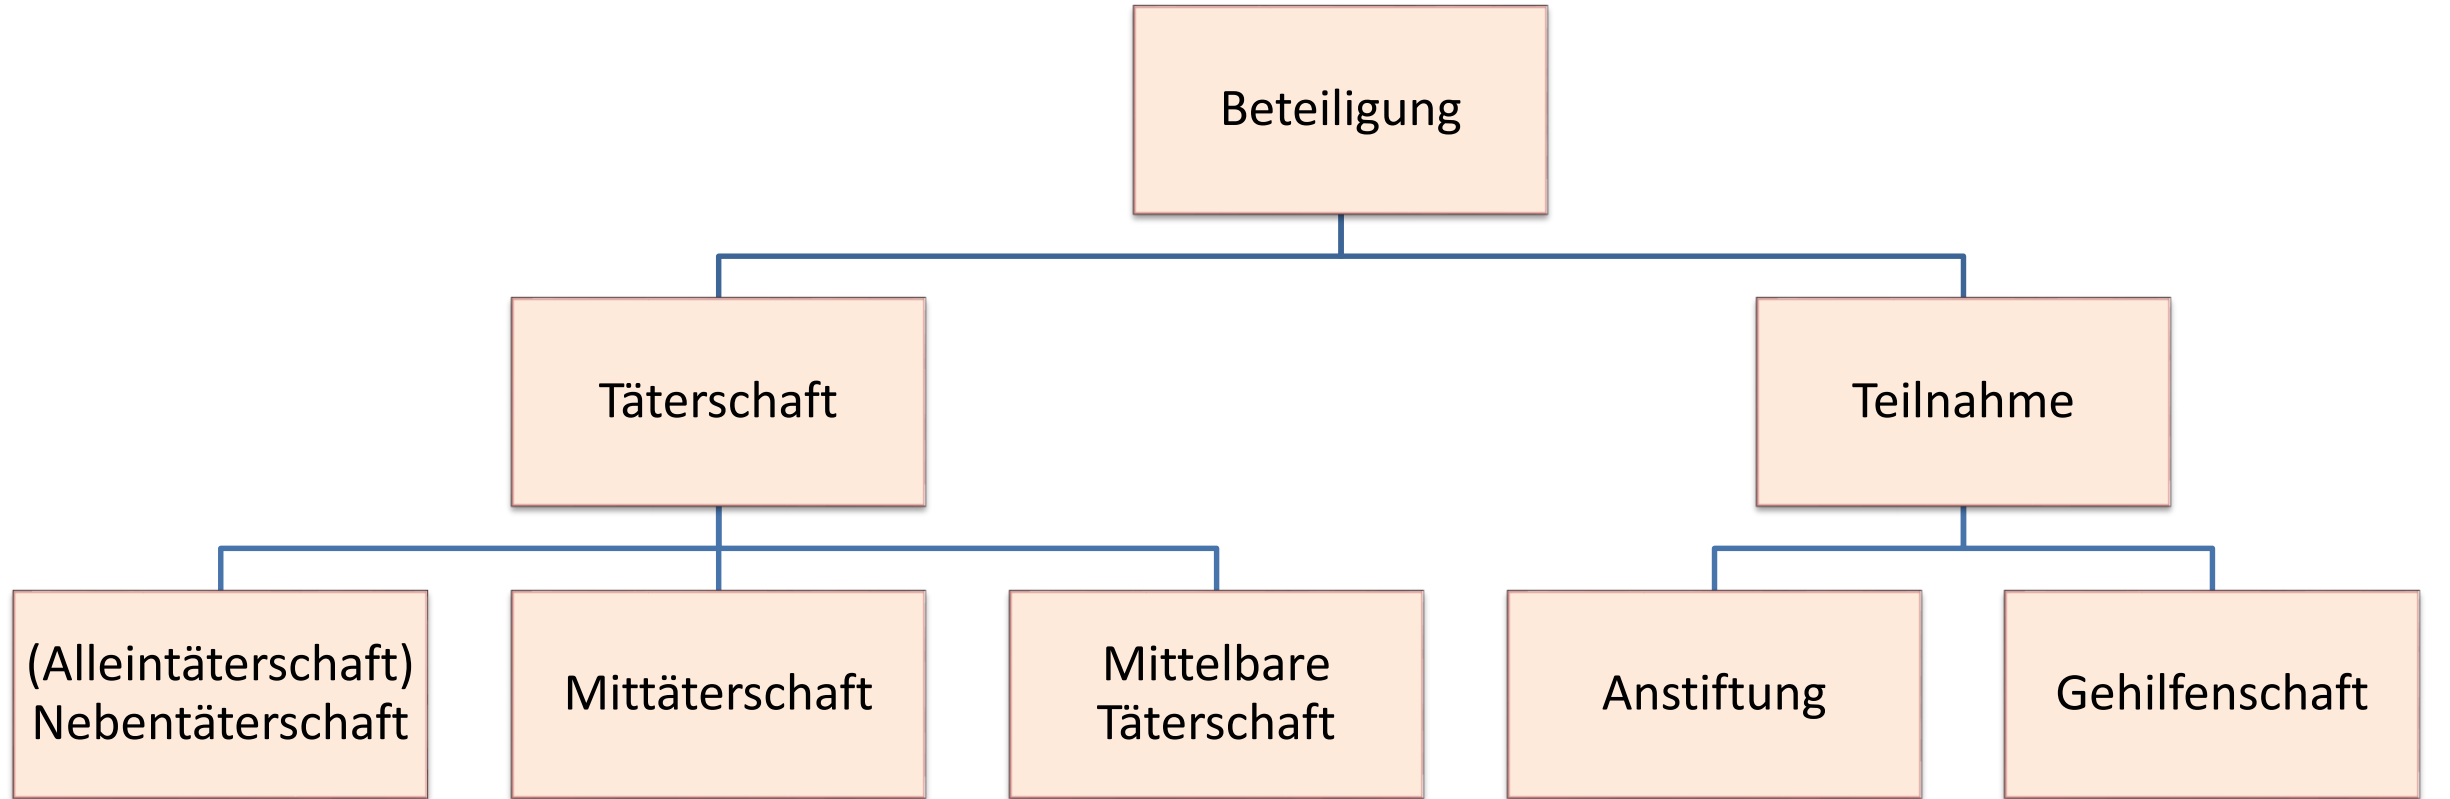 Beteiligung
Täterschaft
Teilnahme
(Alleintäterschaft)
Nebentäterschaft
Mittäterschaft
Mittelbare
Täterschaft
Anstiftung
Gehilfenschaft